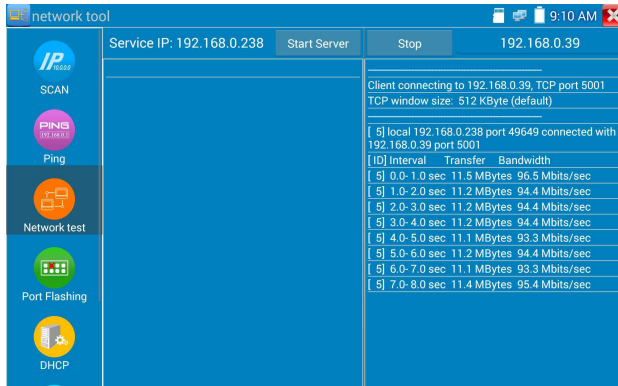 network tool
9:10 AM
Service IP: 192.168.0.238
Start Server
Stop
192.168.0.39
IP
SCAN
PING
Ping
Network test
Port Flashing
DHCP
Client connecting to 192.168.0.39, TCP port 5001
TCP window size: 512 KByte (default)
[ 5] local 192.168.0.238 port 49649 connected with
192.168.0.39 port 5001
[ID] Interval Transfer Bandwidth
[ 5] 0.0- 1.0 sec 11.5 MBytes 96.5 Mbits/sec
[ 5] 1.0- 2.0 sec 11.2 MBytes 94.4 Mbits/sec
[ 5] 2.0- 3.0 sec 11.2 MBytes 94.4 Mbits/sec
[ 5] 3.0- 4.0 sec 11.2 MBytes 94.4 Mbits/sec
[ 5] 4.0- 5.0 sec 11.1 MBytes 93.3 Mbits/sec
[ 5] 5.0- 6.0 sec 11.2 MBytes 94.4 Mbits/sec
[ 5] 6.0- 7.0 sec 11.1 MBytes 93.3 Mbits/sec
[ 5] 7.0- 8.0 sec 11.4 MBytes 95.4 Mbits/sec